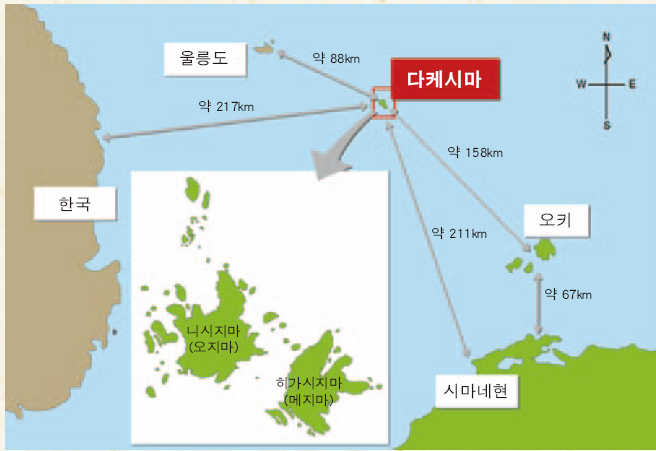 울릉도
약 88km
다케시마
N
W
E
S
약 217km
약 158km
한국
오키
약 211km
약 67km
니시지마
(오지마)
히가시지마
(메지마)
시마네현